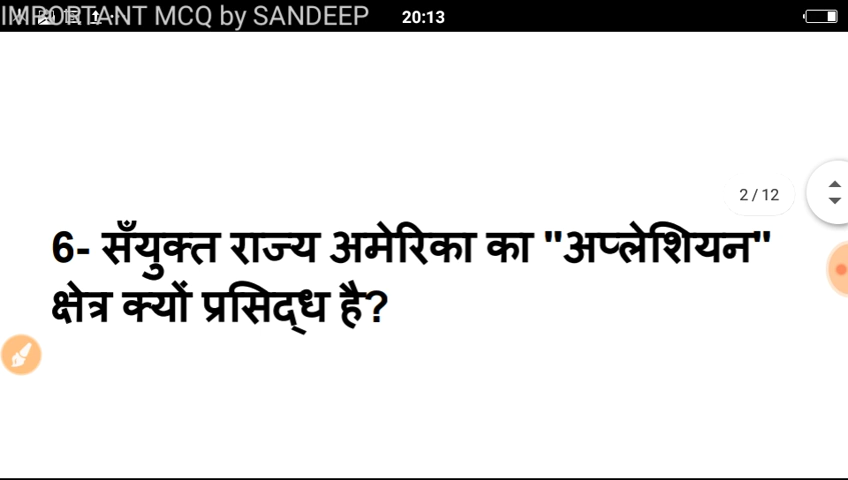 IMPORTANT MCQ by SANDEEP
20:13
2 / 12
6- सँयुक्त राज्य अमेरिका का "अप्लेशियन"
क्षेत्र क्यों प्रसिद्ध है?